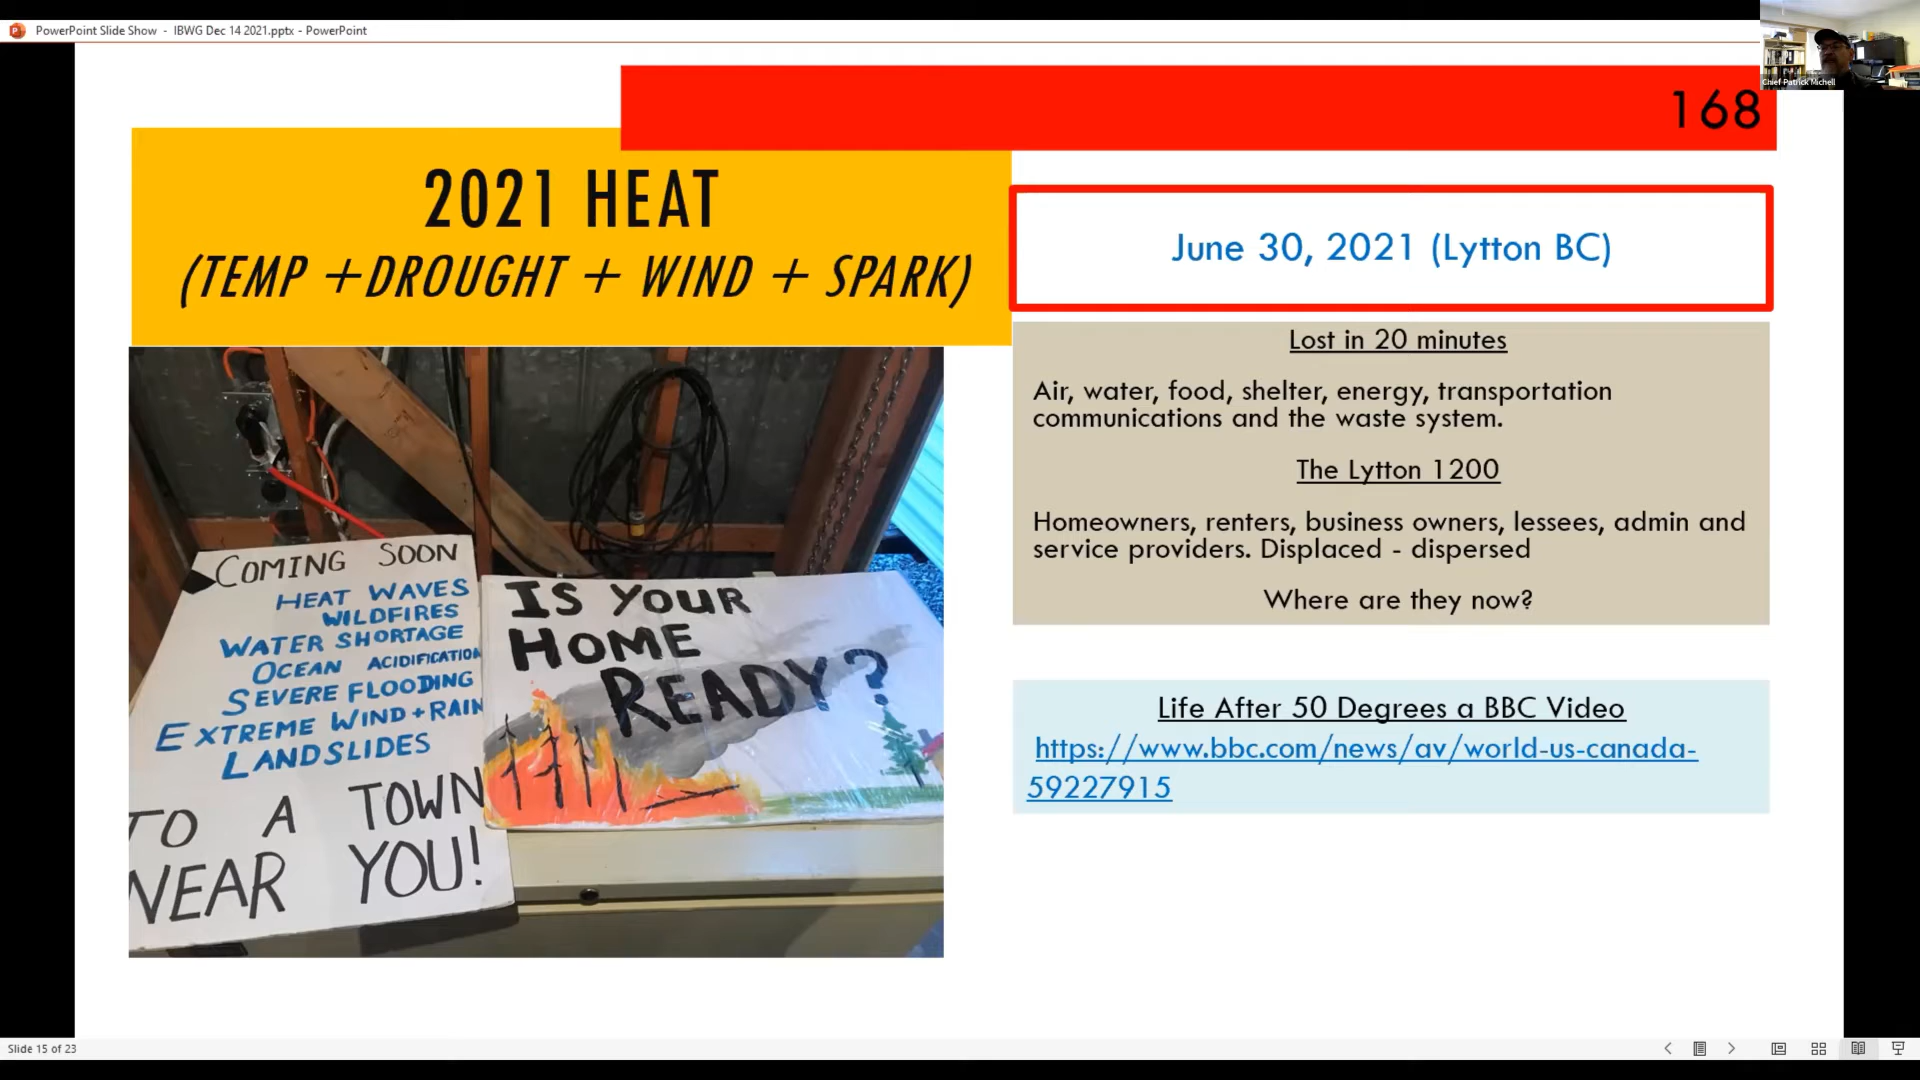 PowerPoint Slide Show - IBWG Dec 14 2021.pptx - PowerPoint
Chief Patrick Michell
168
2021 HEAT
(TEMP +DROUGHT + WIND + SPARK)
June 30, 2021 (Lytton BC)
Lost in 20 minutes
Air, water, food, shelter, energy, transportation
communications and the waste system.
The Lytton 1200
Homeowners, renters, business owners, lessees, admin and
service providers. Displaced - dispersed
Where are they now?
Life After 50 Degrees a BBC Video
https://www.bbc.com/news/av/world-us-canada-
59227915
COMING SOON
HEAT WAVES
WILDFIRES
WATER SHORTAGE
OCEAN ACIDIFICATION
SEVERE FLOODING
EXTREME WIND + RAIN
LANDSLIDES
TO A TOWN
NEAR YOU!
IS YOUR
HOME
READY?
Slide 15 of 23